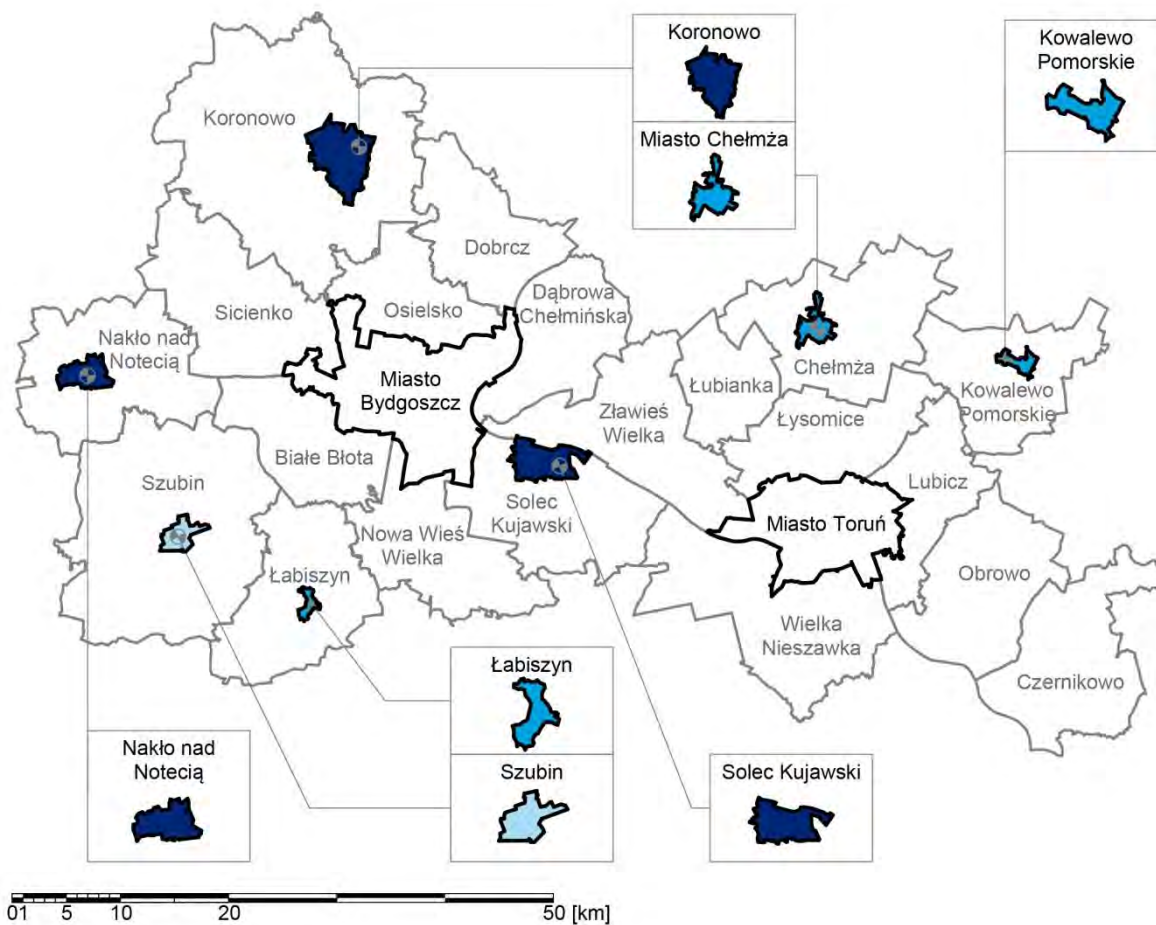 Koronowo
Kowalewo
Pomorskie
Miasto Chełmża
Koronowo
Dobrcz
Dąbrowa
Chełmińska
Sicienko
Osielsko
Nakło nad
Notecią
Miasto
Bydgoszcz
Łubianka
Chełmża
Kowalewo
Pomorskie
Zławieś
Wielka
Łysomice
Białe Błota
Szubin
Solec
Kujawski
Lubicz
Miasto Toruń
Nowa Wieś
Wielka
Łabiszyn
Obrowo
Wielka
Nieszawka
Czernikowo
Łabiszyn
Nakło nad
Notecią
Szubin
Solec Kujawski
01 5 10 20 50 [km]